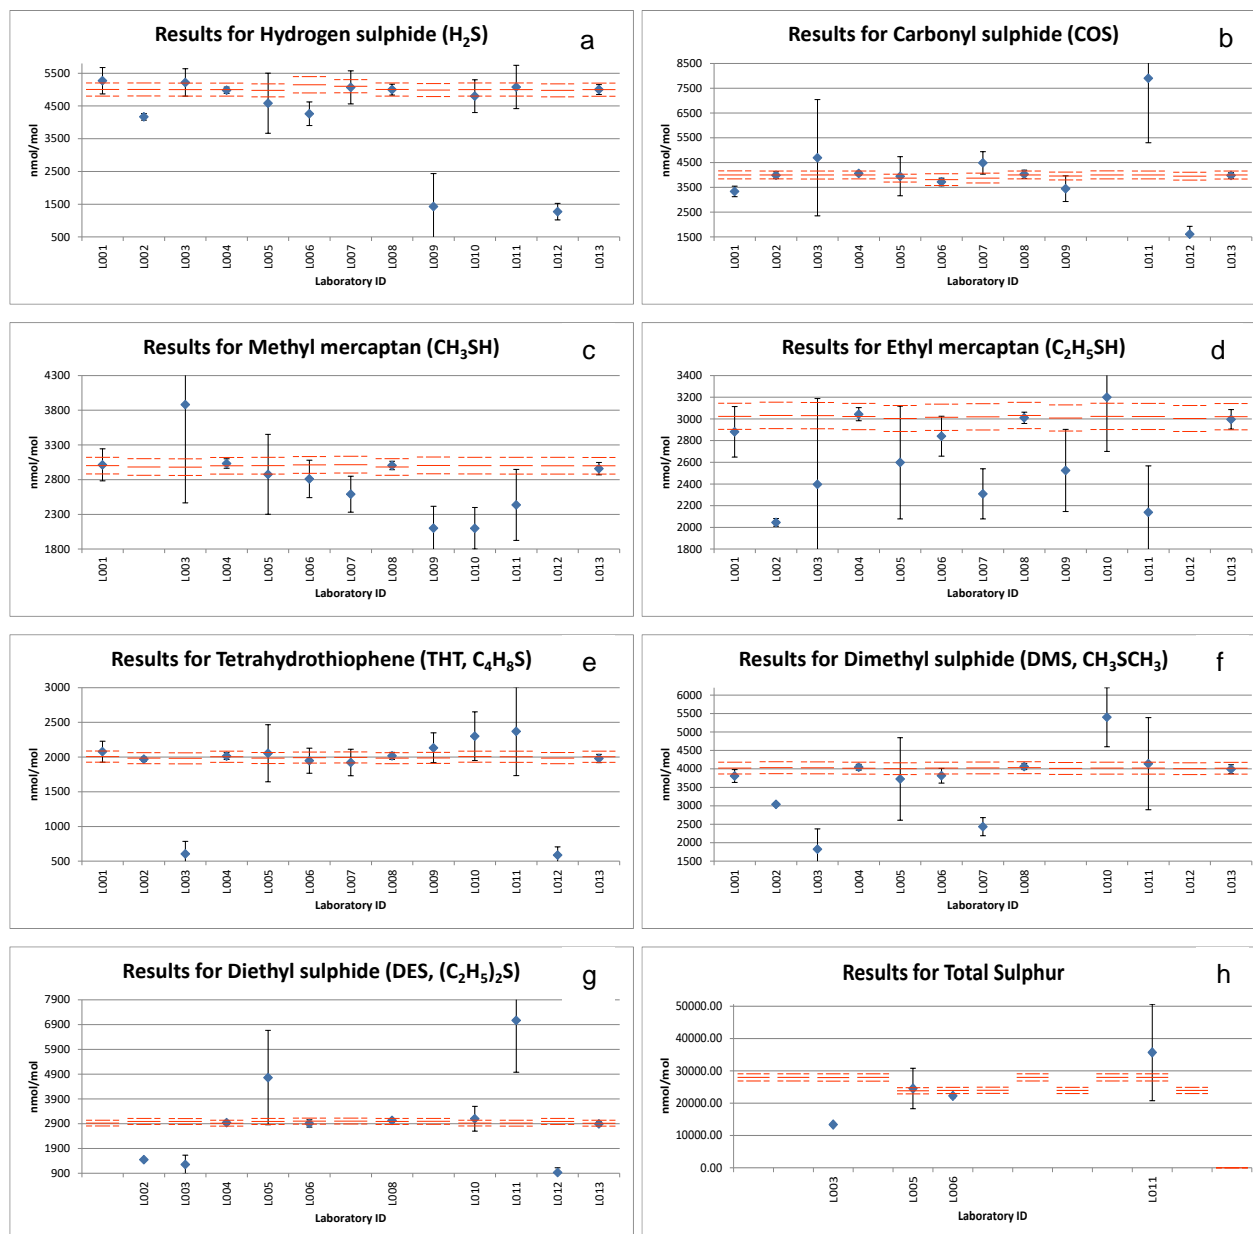 Results for Hydrogen sulphide (H₂S)
a
nmol/mol
5500
4500
3500
2500
1500
500
L001 L002 L003 L004 L005 L006 L007 L008 L009 L010 L011 L012 L013
Laboratory ID
Results for Carbonyl sulphide (COS)
b
nmol/mol
8500
7500
6500
5500
4500
3500
2500
1500
L001 L002 L003 L004 L005 L006 L007 L008 L009 L011 L012 L013
Laboratory ID
Results for Methyl mercaptan (CH₃SH)
c
nmol/mol
4300
3800
3300
2800
2300
1800
L001 L003 L004 L005 L006 L007 L008 L009 L010 L011 L012 L013
Laboratory ID
Results for Ethyl mercaptan (C₂H₅SH)
d
nmol/mol
3400
3200
3000
2800
2600
2400
2200
2000
1800
L001 L002 L003 L004 L005 L006 L007 L008 L009 L010 L011 L012 L013
Laboratory ID
Results for Tetrahydrothiophene (THT, C₄H₈S)
e
nmol/mol
3000
2500
2000
1500
1000
500
L001 L002 L003 L004 L005 L006 L007 L008 L009 L010 L011 L012 L013
Laboratory ID
Results for Dimethyl sulphide (DMS, CH₃SCH₃)
f
nmol/mol
6000
5500
5000
4500
4000
3500
3000
2500
2000
1500
L001 L002 L003 L004 L005 L006 L007 L008 L010 L011 L012 L013
Laboratory ID
Results for Diethyl sulphide (DES, (C₂H₅)₂S)
g
nmol/mol
7900
6900
5900
4900
3900
2900
1900
900
L002 L003 L004 L005 L006 L008 L010 L011 L012 L013
Laboratory ID
Results for Total Sulphur
h
nmol/mol
50000.00
40000.00
30000.00
20000.00
10000.00
0.00
L003 L005 L006 L011
Laboratory ID